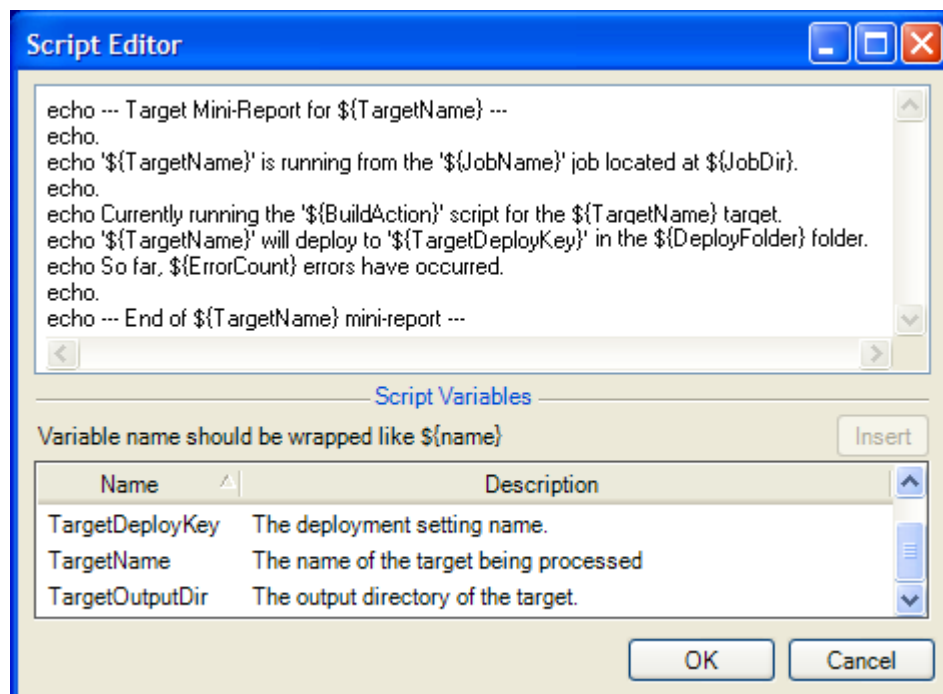 Script Editor
echo --- Target Mini-Report for ${TargetName} ---
echo.
echo '${TargetName}' is running from the '${JobName}' job located at ${JobDir}.
echo.
echo Currently running the '${BuildAction}' script for the ${TargetName} target.
echo '${TargetName}' will deploy to '${TargetDeployKey}' in the ${DeployFolder} folder.
echo So far, ${ErrorCount} errors have occurred.
echo.
echo --- End of ${TargetName} mini-report ---
Script Variables
Variable name should be wrapped like ${name}
Insert
Name Description
TargetDeployKey The deployment setting name.
TargetName The name of the target being processed
TargetOutputDir The output directory of the target.
OK Cancel